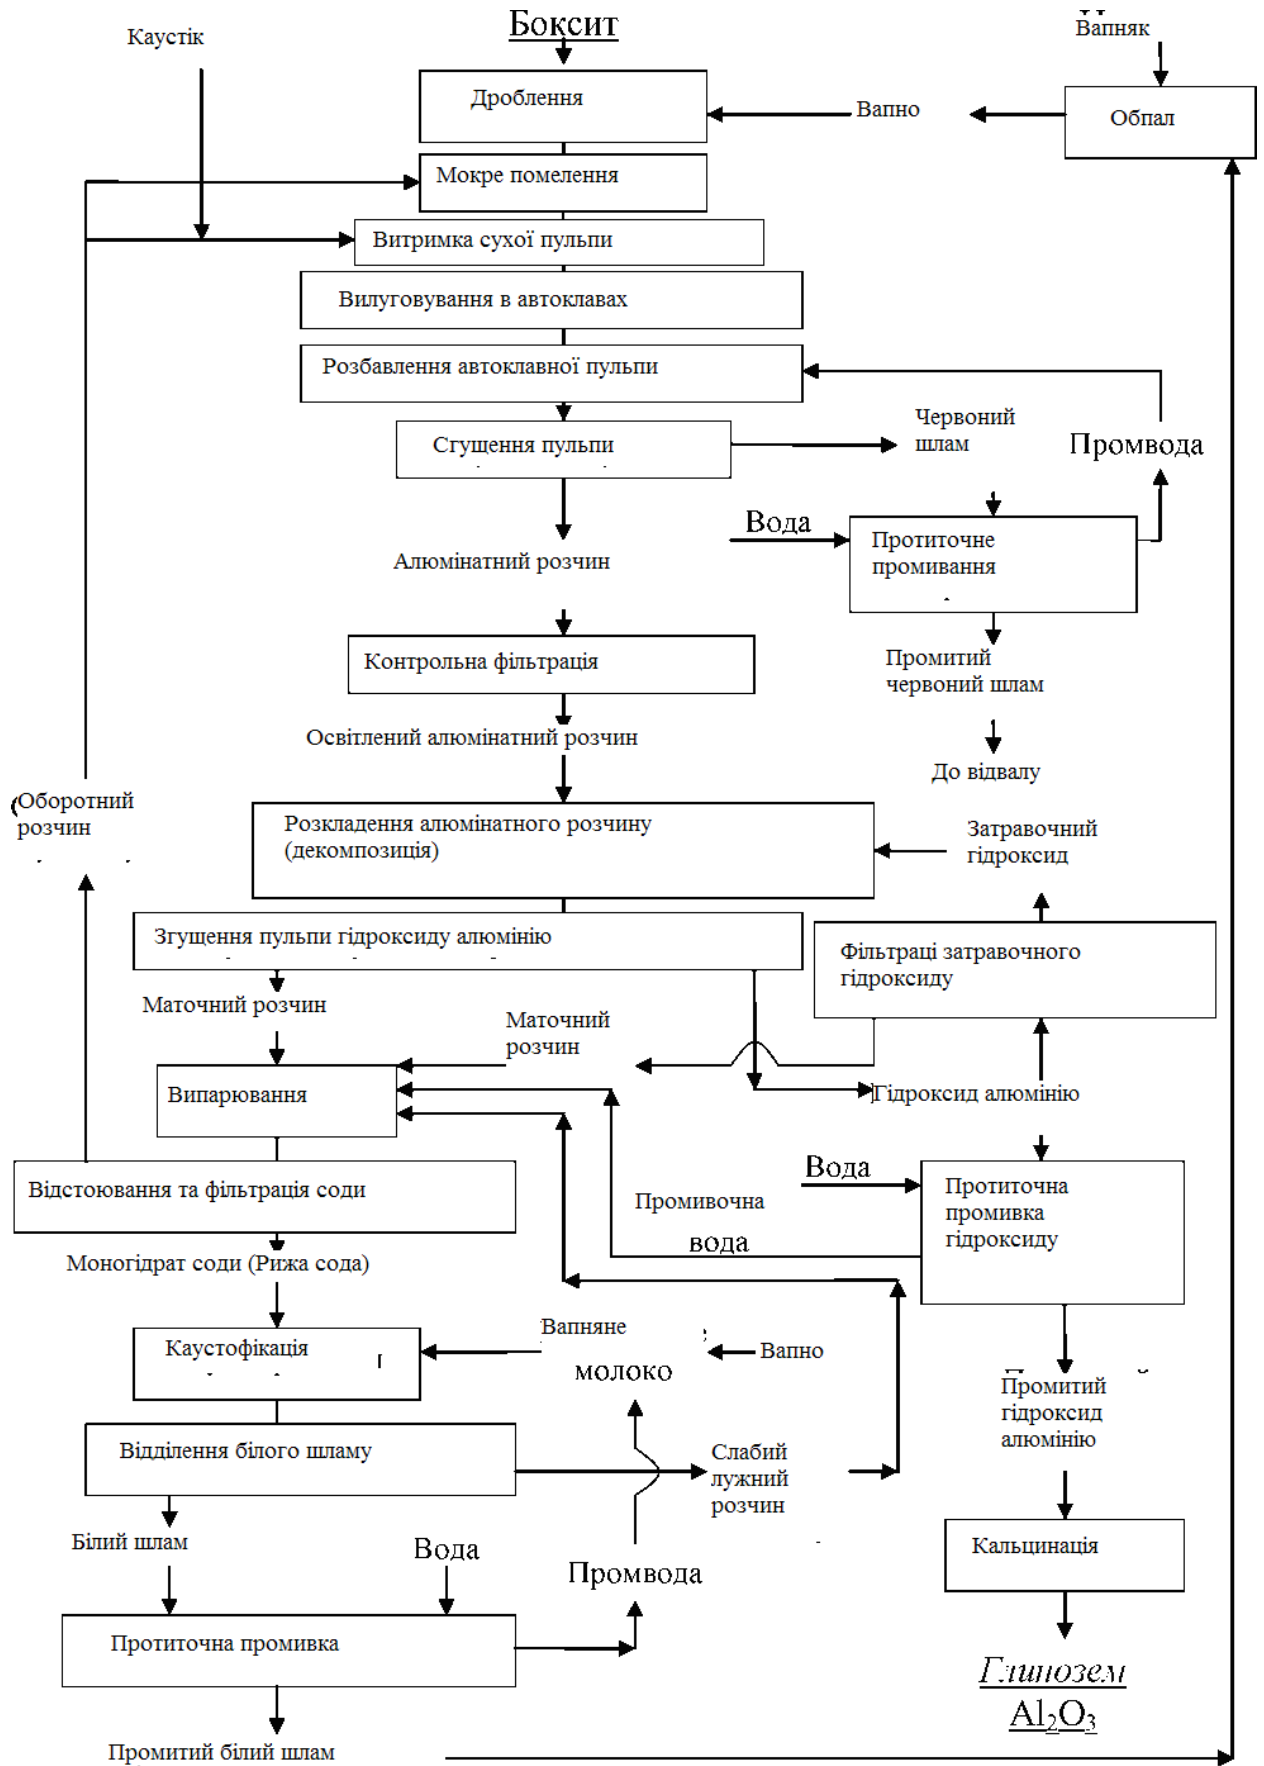 Боксит
Каустік
Вапняк
Дроблення
Вапно
Обпал
Мокре помелення
Витримка сухої пульпи
Вилуговування в автоклавах
Розбавлення автоклавної пульпи
Червоний
шлам
Сгущення пульпи
Промвода
Вода
Протиточне
промивання
Алюмінатний розчин
Контрольна фільтрація
Промитий
червоний шлам
Освітлений алюмінатний розчин
До відвалу
Оборотний
розчин
Розкладення алюмінатного розчину
(декомпозиція)
Затравочний
гідроксид
Згущення пульпи гідроксиду алюмінію
Фільтраці затравочного
гідроксиду
Маточний розчин
Маточний
розчин
Випарювання
Гідроксид алюмінію
Вода
Відстоювання та фільтрація соди
Промивочна
вода
Протиточна
промивка
гідроксиду
Моногідрат соди (Рижа сода)
Каустофікація
Вапняне
молоко
Вапно
Промитий
гідроксид
алюмінію
Відділення білого шламу
Слабий
лужний
розчин
Білий шлам
Вода
Промвода
Кальцинація
Протиточна промивка
Глинозем
Al₂O₃
Промитий білий шлам